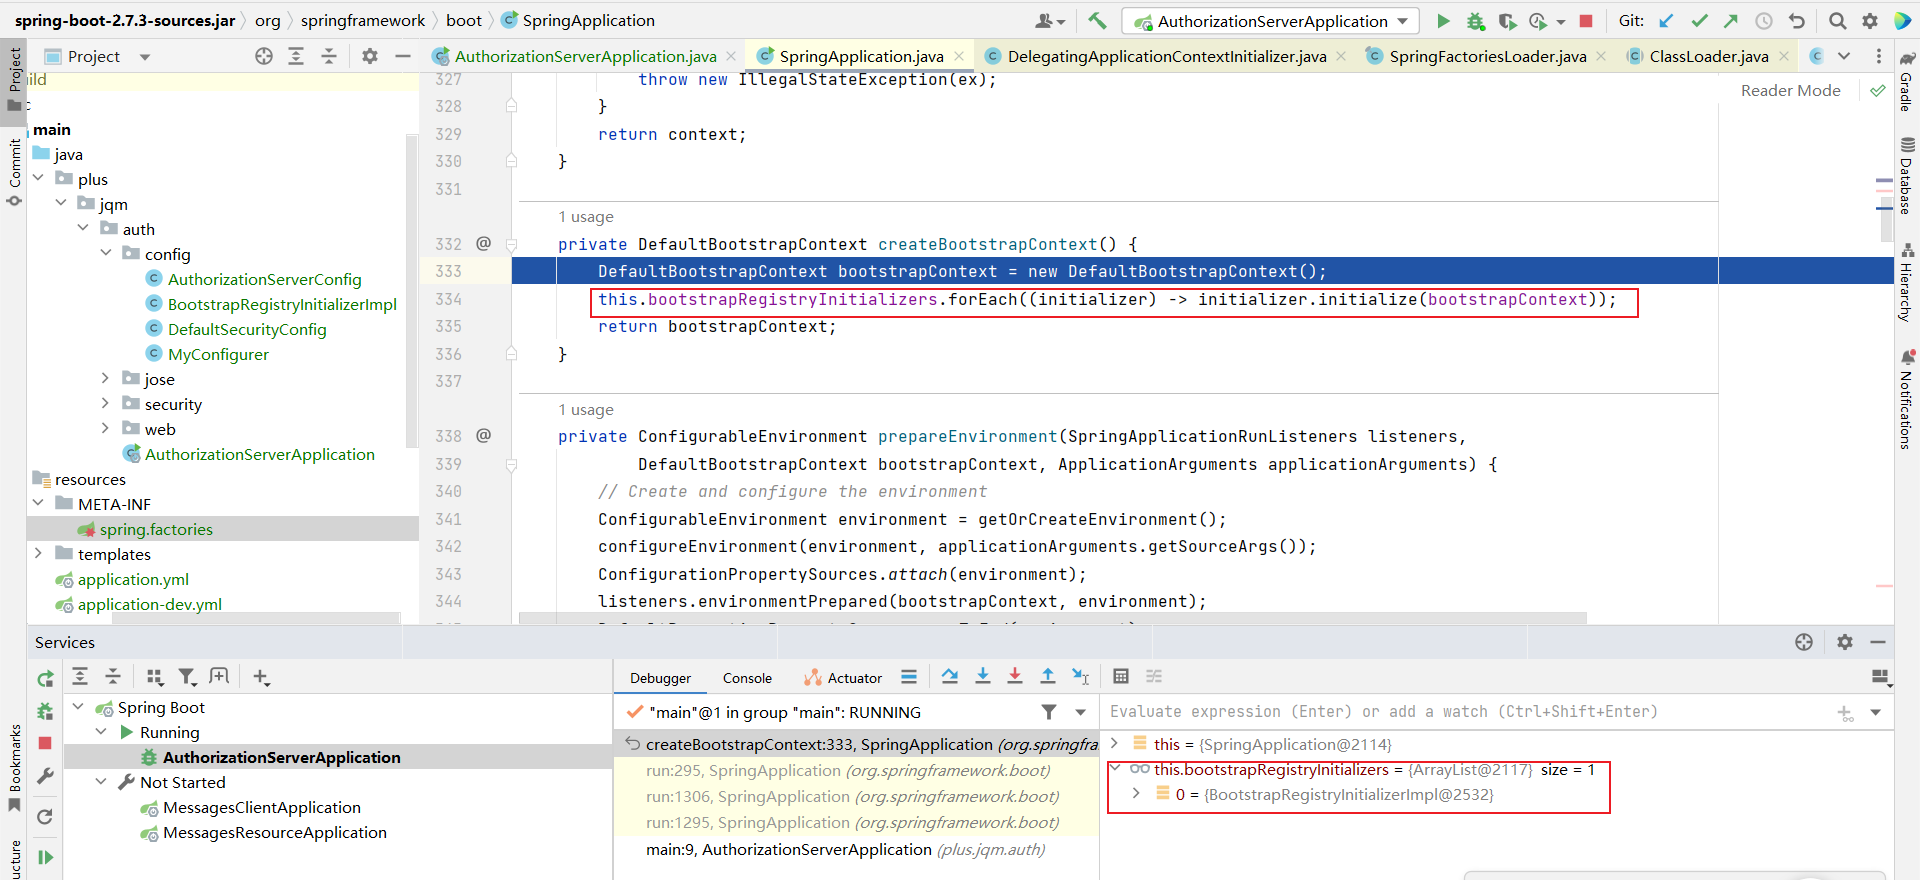 spring-boot-2.7.3-sources.jar org springframework boot SpringApplication
AuthorizationServerApplication
Git:
Project
AuthorizationServerApplication.java
SpringApplication.java
DelegatingApplicationContextInitializer.java
SpringFactoriesLoader.java
ClassLoader.java
Project
Commit
Bookmarks
ucture
ild
c
main
java
plus
jqm
auth
config
AuthorizationServerConfig
BootstrapRegistryInitializerImpl
DefaultSecurityConfig
MyConfigurer
jose
security
web
AuthorizationServerApplication
resources
META-INF
spring.factories
templates
application.yml
application-dev.yml
Reader Mode
327 throw new IllegalStateException(ex);
328 }
329 return context;
330 }
331
1 usage
332 @ private DefaultBootstrapContext createBootstrapContext() {
333 DefaultBootstrapContext bootstrapContext = new DefaultBootstrapContext();
334 this.bootstrapRegistryInitializers.forEach((initializer) -> initializer.initialize(bootstrapContext));
335 return bootstrapContext;
336 }
337
1 usage
338 @ private ConfigurableEnvironment prepareEnvironment(SpringApplicationRunListeners listeners,
339 DefaultBootstrapContext bootstrapContext, ApplicationArguments applicationArguments) {
340 // Create and configure the environment
341 ConfigurableEnvironment environment = getOrCreateEnvironment();
342 configureEnvironment(environment, applicationArguments.getSourceArgs());
343 ConfigurationPropertySources.attach(environment);
344 listeners.environmentPrepared(bootstrapContext, environment);
Gradle
Database
Hierarchy
Notifications
Services
Spring Boot
Running
AuthorizationServerApplication
Not Started
MessagesClientApplication
MessagesResourceApplication
Debugger
Console
Actuator
"main"@1 in group "main": RUNNING
createBootstrapContext:333, SpringApplication (org.springfra
run:295, SpringApplication (org.springframework.boot)
run:1306, SpringApplication (org.springframework.boot)
run:1295, SpringApplication (org.springframework.boot)
main:9, AuthorizationServerApplication (plus.jqm.auth)
Evaluate expression (Enter) or add a watch (Ctrl+Shift+Enter)
this = {SpringApplication@2114}
this.bootstrapRegistryInitializers = {ArrayList@2117} size = 1
0 = {BootstrapRegistryInitializerImpl@2532}